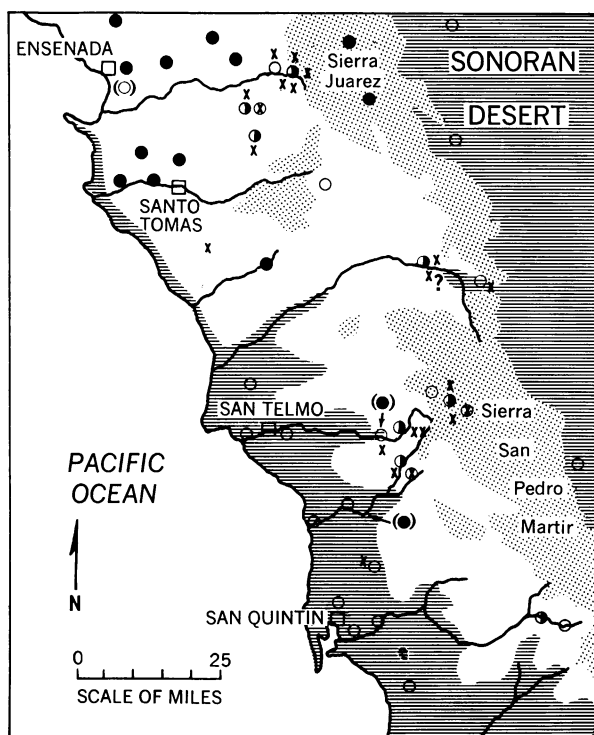 ENSENADA
Sierra
Juarez
SONORAN
DESERT
SANTO
TOMAS
?
SAN TELMO
Sierra
San
Pedro
Martir
PACIFIC
OCEAN
N
SAN QUINTIN
0 25
SCALE OF MILES